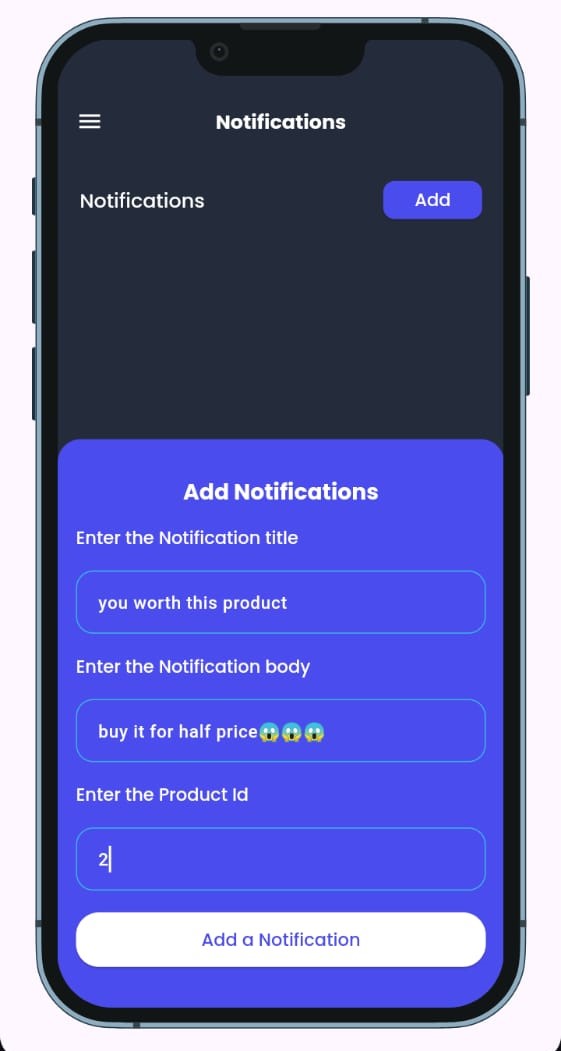 Notifications
Notifications
Add
Add Notifications
Enter the Notification title
you worth this product
Enter the Notification body
buy it for half price😱😱😱
Enter the Product Id
2
Add a Notification